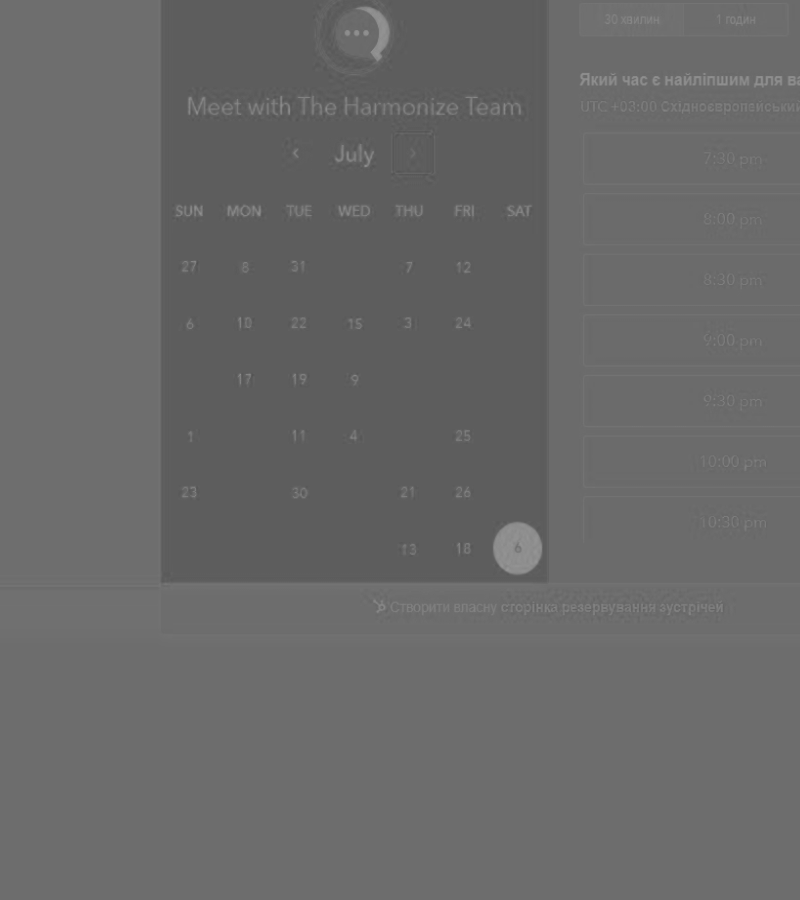 Meet with The Harmonize Team
July
SUN MON TUE WED THU FRI SAT
27 8 31 7 12
6 10 22 15 3 24
17 19 9
1 11 4 25
23 30 21 26
13 18 6
30 хвилин 1 годин
Який час є найліпшим для ва
UTC +03:00 Східноєвропейський
7:30 pm
8:00 pm
8:30 pm
9:00 pm
9:30 pm
10:00 pm
10:30 pm
Створити власну сторінка резервування зустрічей